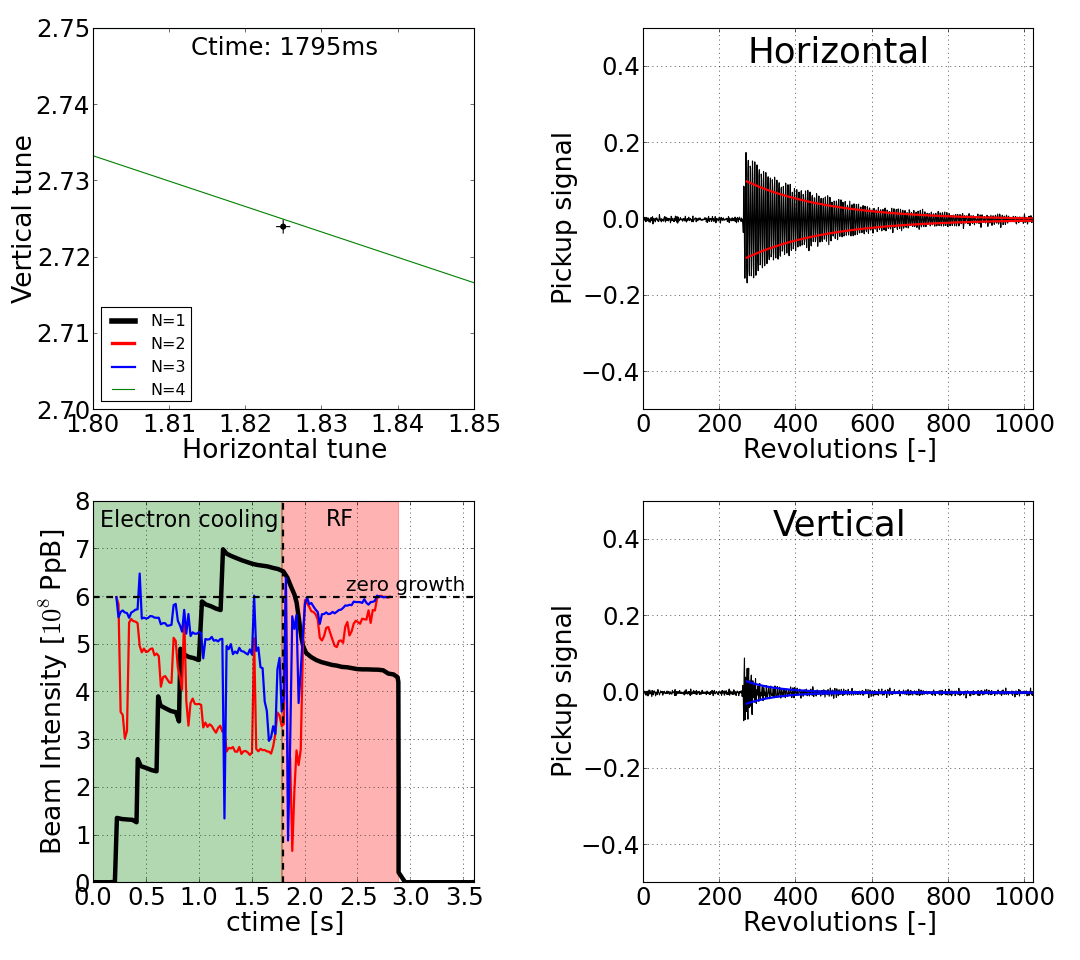 Ctime: 1795ms
2.75
2.74
2.73
2.72
2.71
2.70
Vertical tune
N=1
N=2
N=3
N=4
1.80 1.81 1.82 1.83 1.84 1.85
Horizontal tune
Horizontal
0.4
0.2
0.0
−0.2
−0.4
Pickup signal
0 200 400 600 800 1000
Revolutions [-]
8
7
6
5
4
3
2
1
0
Beam Intensity [10^8 PpB]
Electron cooling
RF
zero growth
0.0 0.5 1.0 1.5 2.0 2.5 3.0 3.5
ctime [s]
Vertical
0.4
0.2
0.0
−0.2
−0.4
Pickup signal
0 200 400 600 800 1000
Revolutions [-]